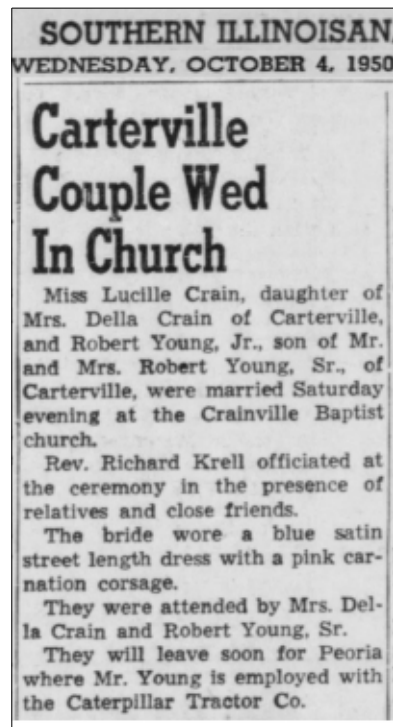 SOUTHERN ILLINOISAN
WEDNESDAY, OCTOBER 4, 1950
Carterville
Couple Wed
In Church
Miss Lucille Crain, daughter of
Mrs. Della Crain of Carterville,
and Robert Young, Jr., son of Mr.
and Mrs. Robert Young, Sr., of
Carterville, were married Saturday
evening at the Crainville Baptist
church.
Rev. Richard Krell officiated at
the ceremony in the presence of
relatives and close friends.
The bride wore a blue satin
street length dress with a pink car-
nation corsage.
They were attended by Mrs. Del-
la Crain and Robert Young, Sr.
They will leave soon for Peoria
where Mr. Young is employed with
the Caterpillar Tractor Co.